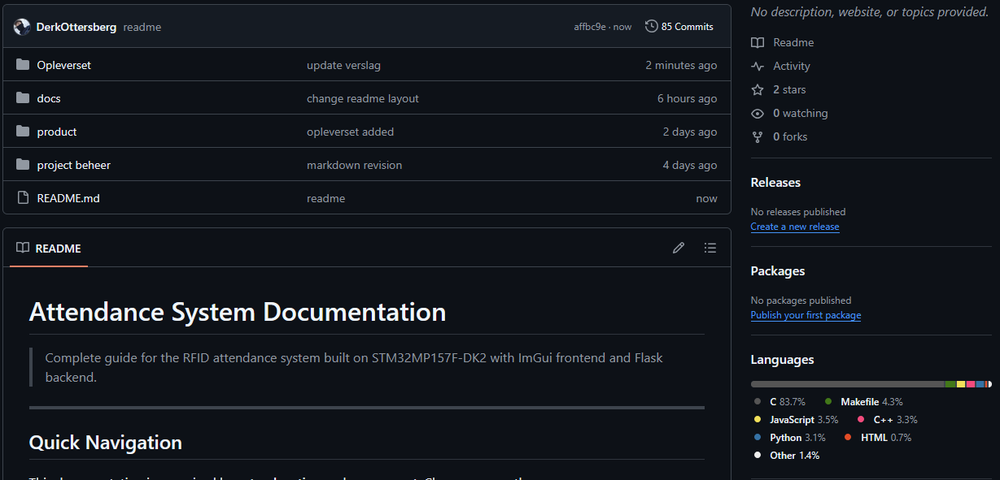 DerkOttersberg readme affbc9e · now 85 Commits
Opleverset update verslag 2 minutes ago
docs change readme layout 6 hours ago
product opleverset added 2 days ago
project beheer markdown revision 4 days ago
README.md readme now
README
Attendance System Documentation
Complete guide for the RFID attendance system built on STM32MP157F-DK2 with ImGui frontend and Flask
backend.
Quick Navigation
No description, website, or topics provided.
Readme
Activity
2 stars
0 watching
0 forks
Releases
No releases published
Create a new release
Packages
No packages published
Publish your first package
Languages
C 83.7% Makefile 4.3%
JavaScript 3.5% C++ 3.3%
Python 3.1% HTML 0.7%
Other 1.4%